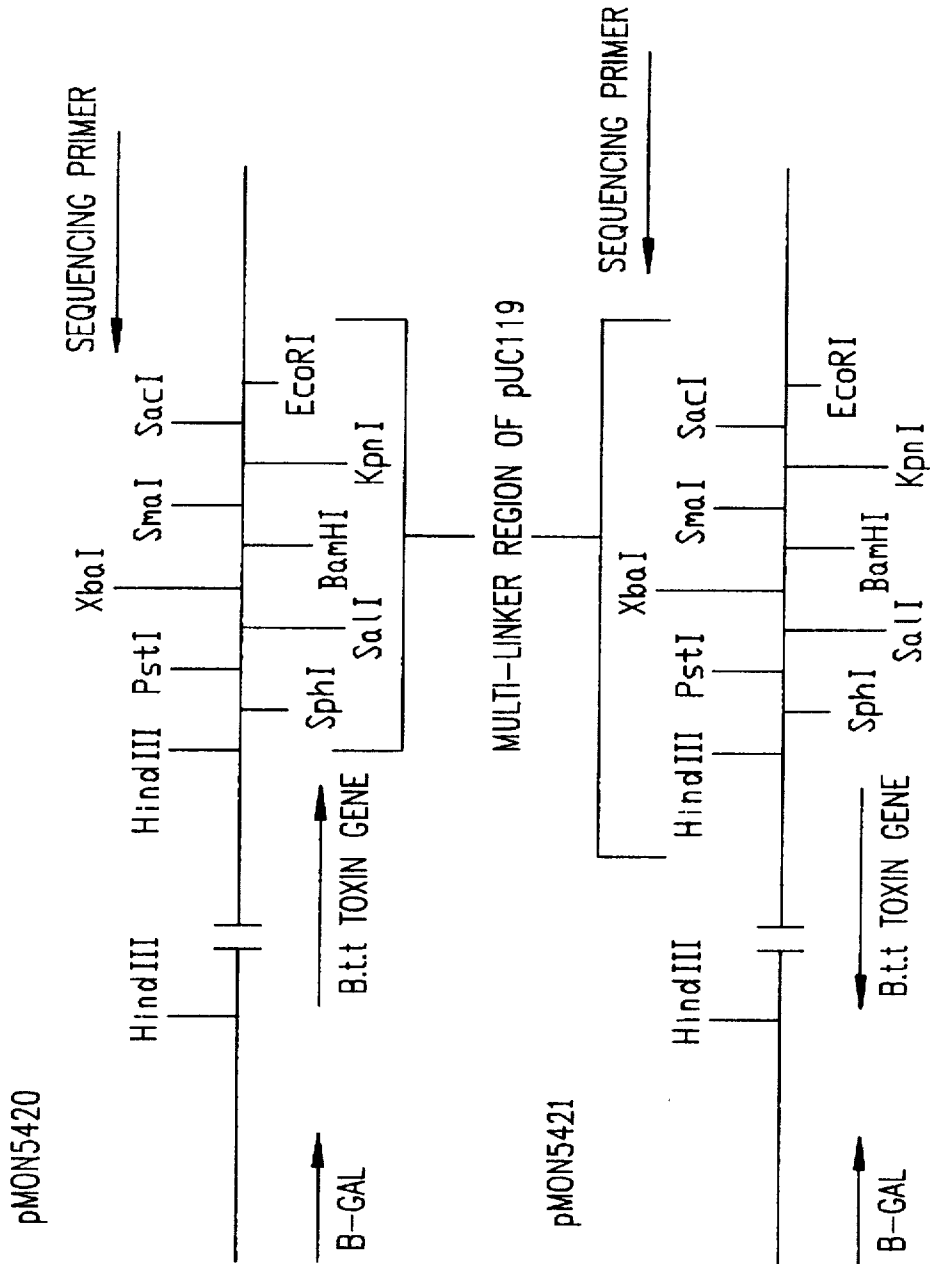 pMON5420
SEQUENCING PRIMER
XbaI
HindIII
HindIII
PstI
SmaI
SacI
SphI
SalI
BamHI
KpnI
EcoRI
B-GAL
B.t.t TOXIN GENE
MULTI-LINKER REGION OF pUC119
pMON5421
SEQUENCING PRIMER
XbaI
HindIII
HindIII
PstI
SmaI
SacI
SphI
SalI
BamHI
KpnI
EcoRI
B-GAL
B.t.t TOXIN GENE